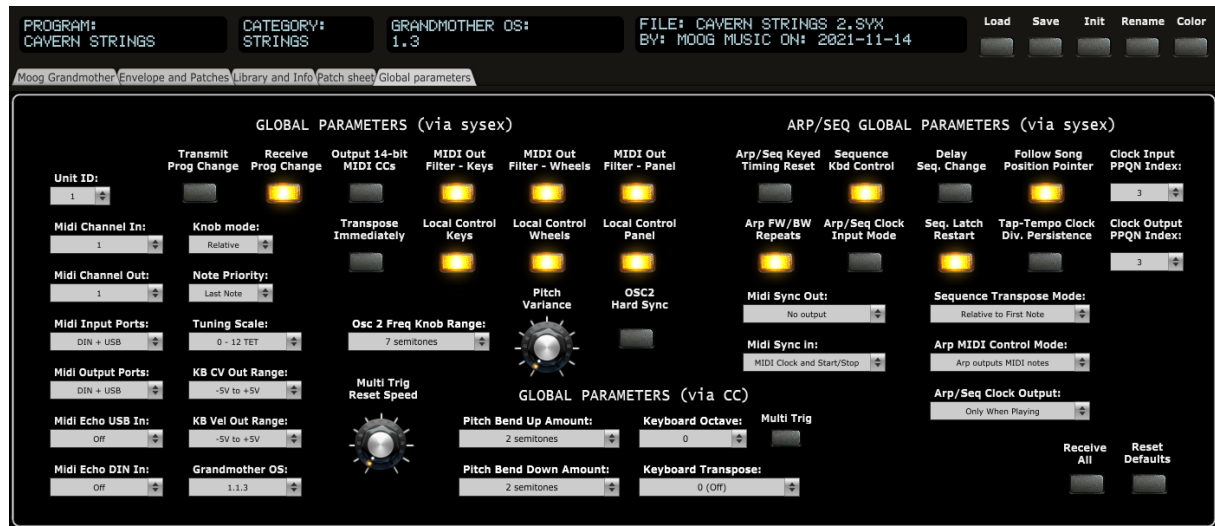 PROGRAM:
CAVERN STRINGS
CATEGORY:
STRINGS
GRANDMOTHER OS:
1.3
FILE: CAVERN STRINGS 2.SYX
BY: MOOG MUSIC ON: 2021-11-14
Load Save Init Rename Color
Moog Grandmother Envelope and Patches Library and Info Patch sheet Global parameters
GLOBAL PARAMETERS (via sysex)
Unit ID:
1
Transmit
Prog Change
Receive
Prog Change
Output 14-bit
MIDI CCs
MIDI Out
Filter - Keys
MIDI Out
Filter - Wheels
MIDI Out
Filter - Panel
Midi Channel In:
1
Knob mode:
Relative
Transpose
Immediately
Local Control
Keys
Local Control
Wheels
Local Control
Panel
Midi Channel Out:
1
Note Priority:
Last Note
Pitch
Variance
OSC2
Hard Sync
Midi Input Ports:
DIN + USB
Tuning Scale:
0 - 12 TET
Osc 2 Freq Knob Range:
7 semitones
Midi Output Ports:
DIN + USB
KB CV Out Range:
-5V to +5V
Multi Trig
Reset Speed
Midi Echo USB In:
Off
KB Vel Out Range:
-5V to +5V
Midi Echo DIN In:
Off
Grandmother OS:
1.1.3
GLOBAL PARAMETERS (via CC)
Pitch Bend Up Amount:
2 semitones
Keyboard Octave:
0
Multi Trig
Pitch Bend Down Amount:
2 semitones
Keyboard Transpose:
0 (Off)
ARP/SEQ GLOBAL PARAMETERS (via sysex)
Arp/Seq Keyed
Timing Reset
Sequence
Kbd Control
Delay
Seq. Change
Follow Song
Position Pointer
Clock Input
PPQN Index:
3
Arp FW/BW
Repeats
Arp/Seq Clock
Input Mode
Seq. Latch
Restart
Tap-Tempo Clock
Div. Persistence
Clock Output
PPQN Index:
3
Midi Sync Out:
No output
Sequence Transpose Mode:
Relative to First Note
Midi Sync in:
MIDI Clock and Start/Stop
Arp MIDI Control Mode:
Arp outputs MIDI notes
Arp/Seq Clock Output:
Only When Playing
Receive
All
Reset
Defaults